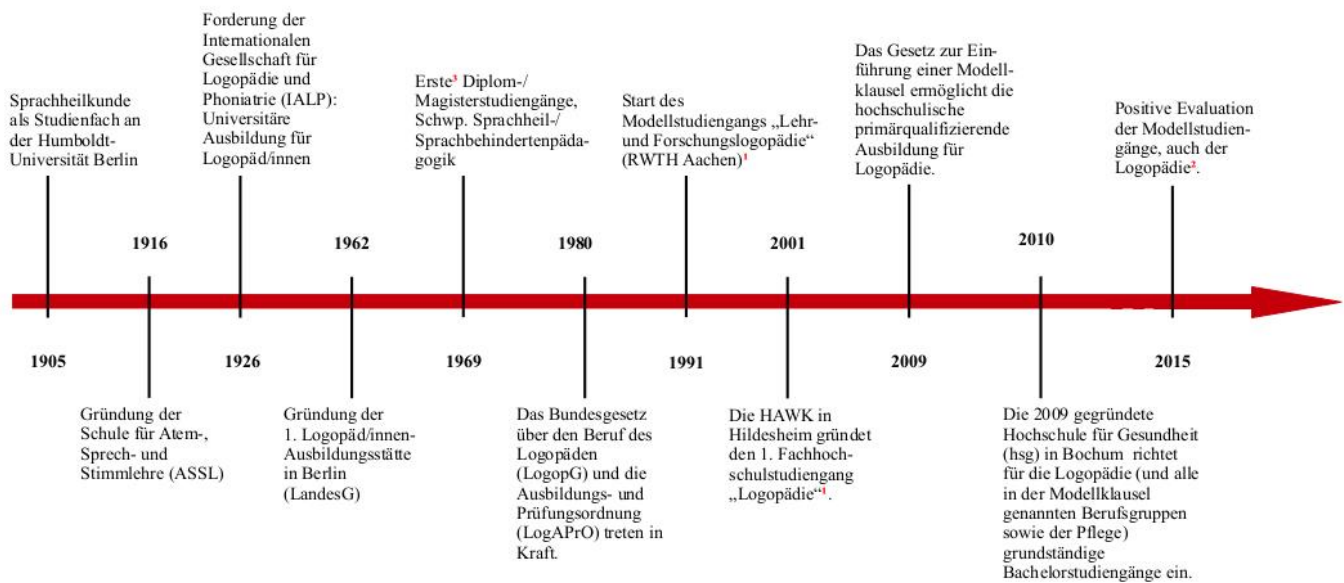 Sprachheilkunde
als Studienfach an
der Humboldt-
Universität Berlin
1905
1916
Gründung der
Schule für Atem-,
Sprech- und
Stimmlehre (ASSL)
Forderung der
Internationalen
Gesellschaft für
Logopädie und
Phoniatrie (IALP):
Universitäre
Ausbildung für
Logopäd/innen
1926
1962
Gründung der
1. Logopäd/innen-
Ausbildungsstätte
in Berlin
(LandesG)
Erste³ Diplom-/
Magisterstudiengänge,
Schwp. Sprachheil-/
Sprachbehindertenpäda-
gogik
1969
1980
Das Bundesgesetz
über den Beruf des
Logopäden
(LogopG) und die
Ausbildungs- und
Prüfungsordnung
(LogAPrO) treten in
Kraft.
Start des
Modellstudiengangs „Lehr-
und Forschungslogopädie“
(RWTH Aachen)¹
1991
2001
Die HAWK in
Hildesheim gründet
den 1. Fachhoch-
schulstudiengang
„Logopädie“¹.
Das Gesetz zur Ein-
führung einer Modell-
klausel ermöglicht die
hochschulische
primärqualifizierende
Ausbildung für
Logopädie.
2009
2010
Die 2009 gegründete
Hochschule für Gesundheit
(hsg) in Bochum richtet
für die Logopädie (und alle
in der Modellklausel
genannten Berufsgruppen
sowie der Pflege)
grundständige
Bachelorstudiengänge ein.
Positive Evaluation
der Modellstudien-
gänge, auch der
Logopädie².
2015